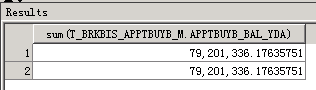 Results
sum(T_BRKBIS_APPTBUYB_M.APPTBUYB_BAL_YDA)
1 79,201,336.17635751
2 79,201,336.17635751